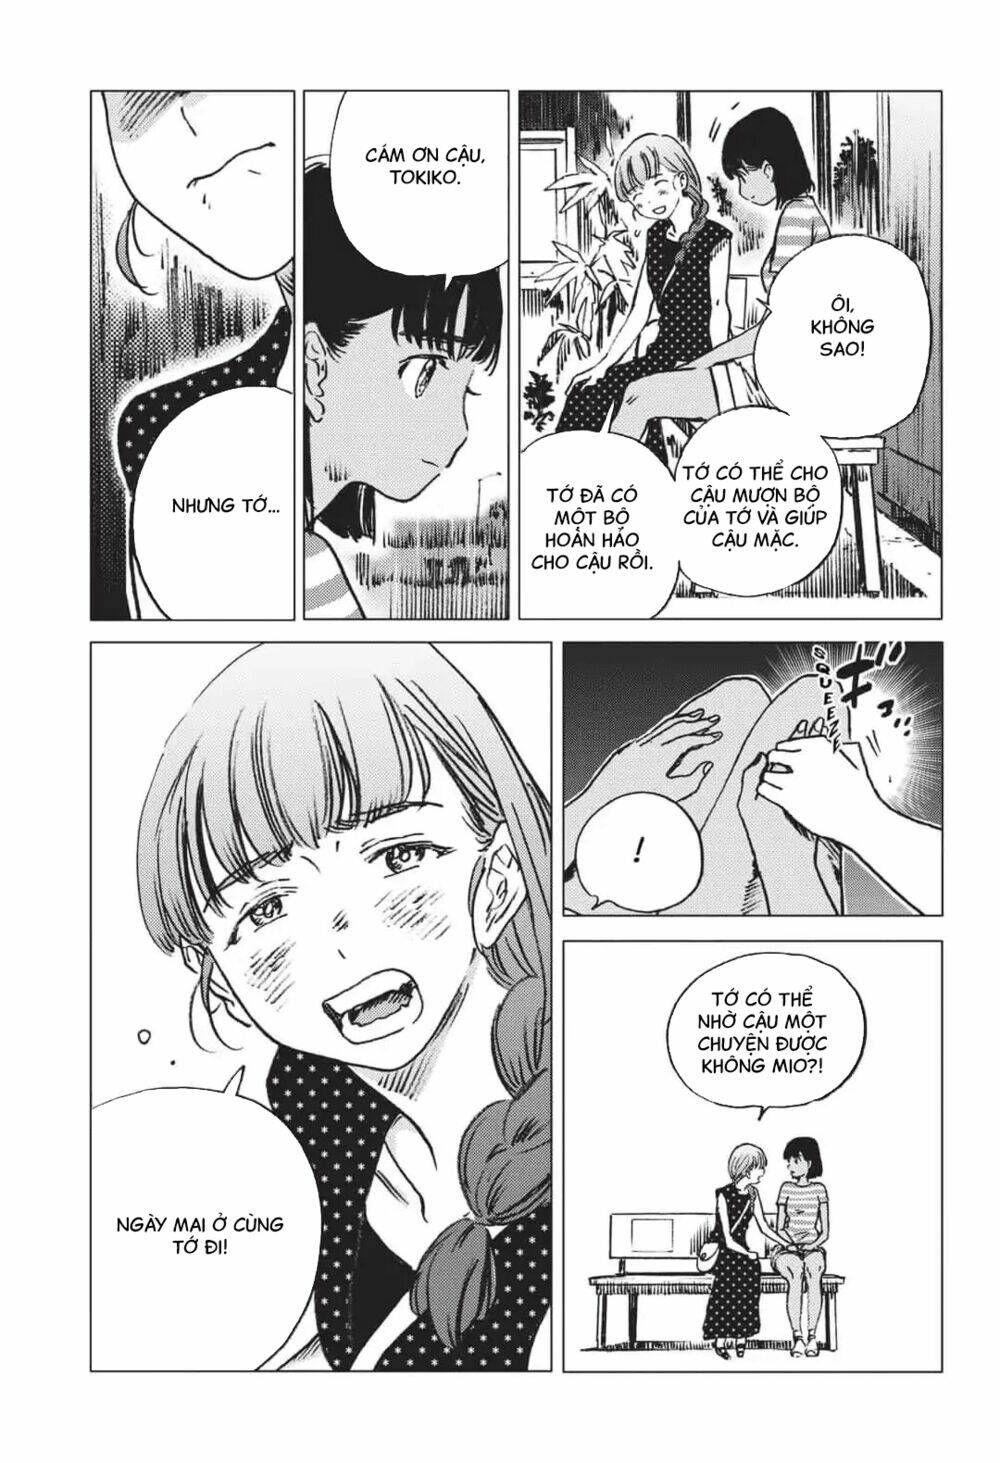 ÔI,
KHÔNG
SAO!
TỚ CÓ THỂ CHO
CẬU MƯỢN BỘ
CỦA TỚ VÀ GIÚP
CẬU MẶC.
TỚ ĐÃ CÓ
MỘT BỘ
HOÀN HẢO
CHO CẬU RỒI.
CÁM ƠN CẬU,
TOKIKO.
NHƯNG TỚ...
SQUEEZ
!
TỚ CÓ THỂ
NHỜ CẬU MỘT
CHUYỆN ĐƯỢC
KHÔNG MIO?!
NGÀY MAI Ở CÙNG
TỚ ĐI!